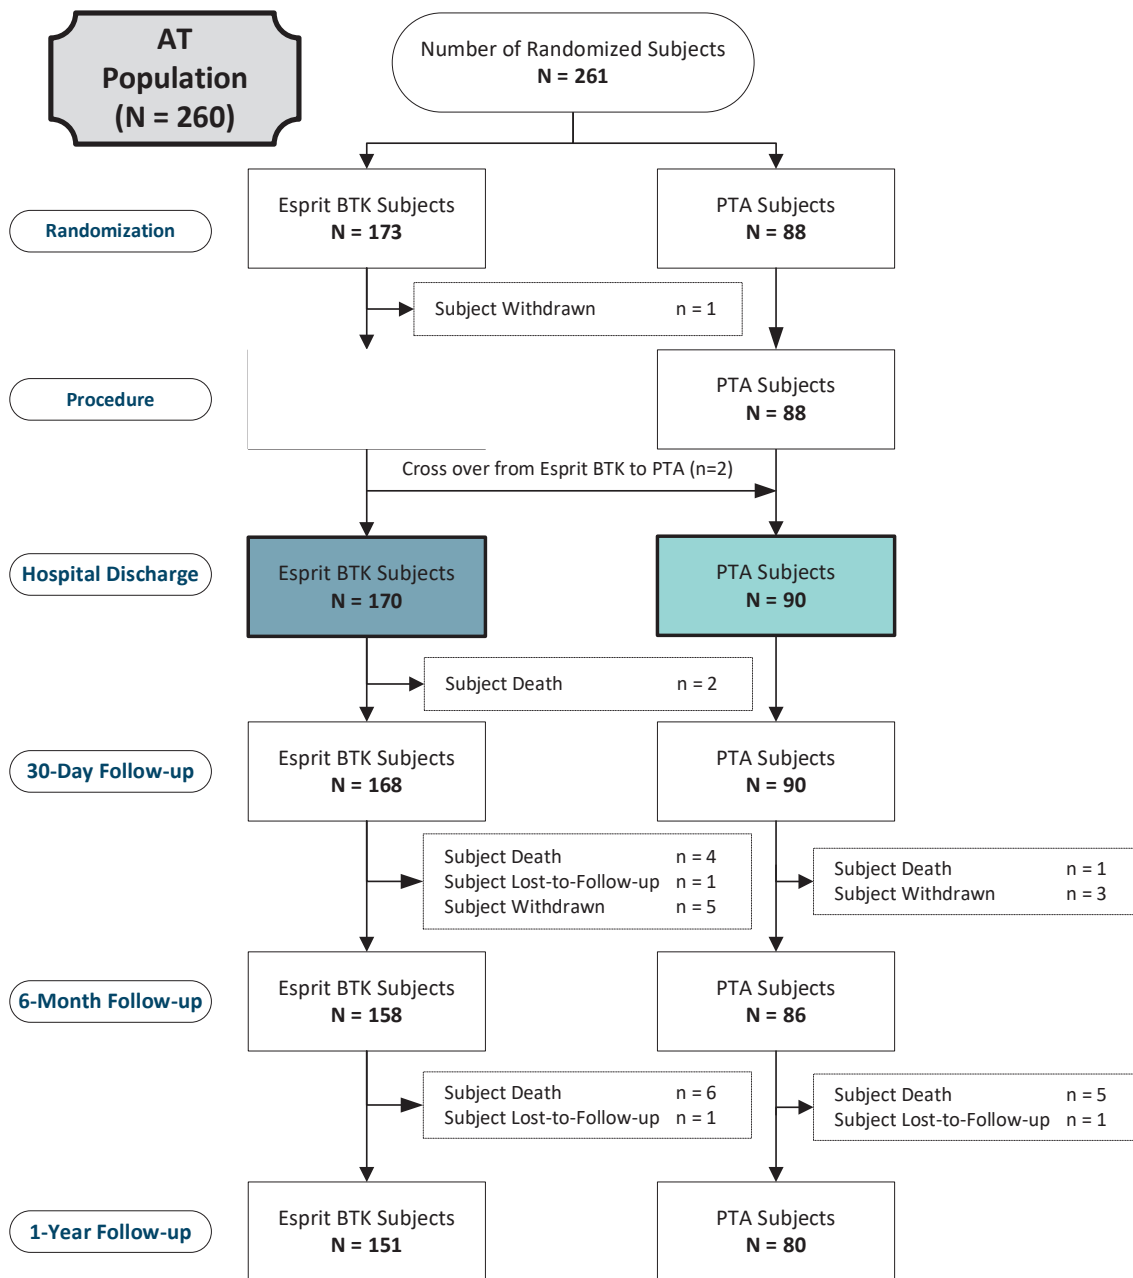 AT
Population
(N = 260)
Number of Randomized Subjects
N = 261
Randomization
Esprit BTK Subjects
N = 173
PTA Subjects
N = 88
Subject Withdrawn n = 1
Procedure
PTA Subjects
N = 88
Cross over from Esprit BTK to PTA (n=2)
Hospital Discharge
Esprit BTK Subjects
N = 170
PTA Subjects
N = 90
Subject Death n = 2
30-Day Follow-up
Esprit BTK Subjects
N = 168
PTA Subjects
N = 90
Subject Death n = 4
Subject Lost-to-Follow-up n = 1
Subject Withdrawn n = 5
Subject Death n = 1
Subject Withdrawn n = 3
6-Month Follow-up
Esprit BTK Subjects
N = 158
PTA Subjects
N = 86
Subject Death n = 6
Subject Lost-to-Follow-up n = 1
Subject Death n = 5
Subject Lost-to-Follow-up n = 1
1-Year Follow-up
Esprit BTK Subjects
N = 151
PTA Subjects
N = 80